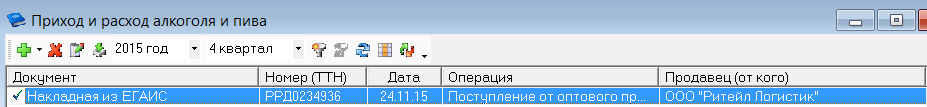 Приход и расход алкоголя и пива
2015 год 4 квартал
Документ Номер (ТТН) Дата Операция Продавец (от кого)
Накладная из ЕГАИС РРД0234936 24.11.15 Поступление от оптового пр... ООО "Ритейл Логистик"